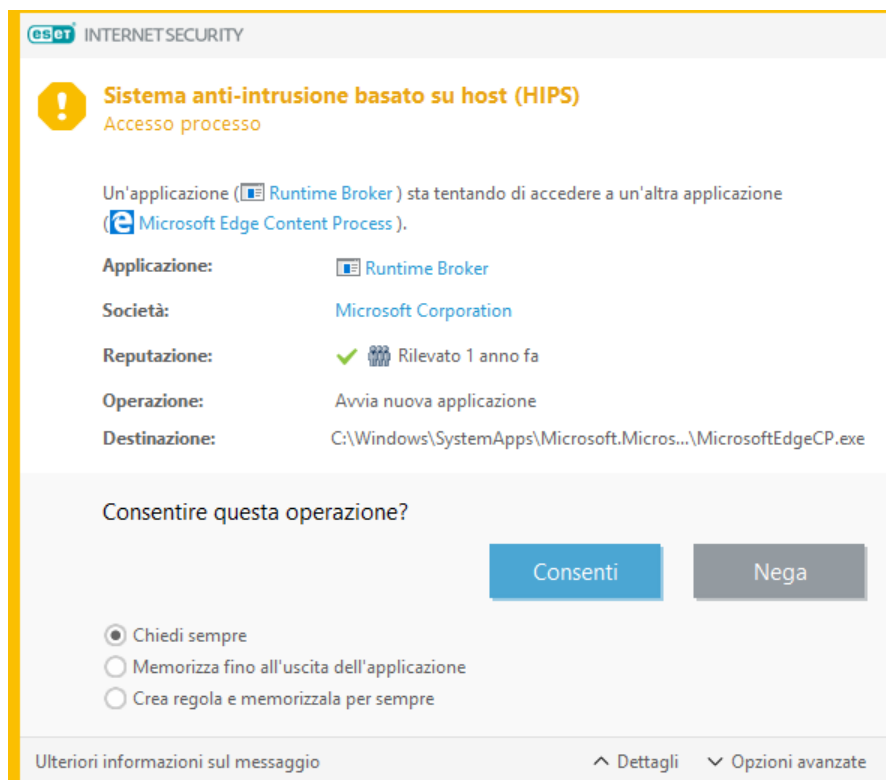 eset INTERNET SECURITY
Sistema anti-intrusione basato su host (HIPS)
Accesso processo
Un'applicazione ( Runtime Broker ) sta tentando di accedere a un'altra applicazione
( Microsoft Edge Content Process ).
Applicazione: Runtime Broker
Società: Microsoft Corporation
Reputazione: Rilevato 1 anno fa
Operazione: Avvia nuova applicazione
Destinazione: C:\Windows\SystemApps\Microsoft.Micros...\MicrosoftEdgeCP.exe
Consentire questa operazione?
Consenti Nega
Chiedi sempre
Memorizza fino all'uscita dell'applicazione
Crea regola e memorizzala per sempre
Ulteriori informazioni sul messaggio Dettagli Opzioni avanzate